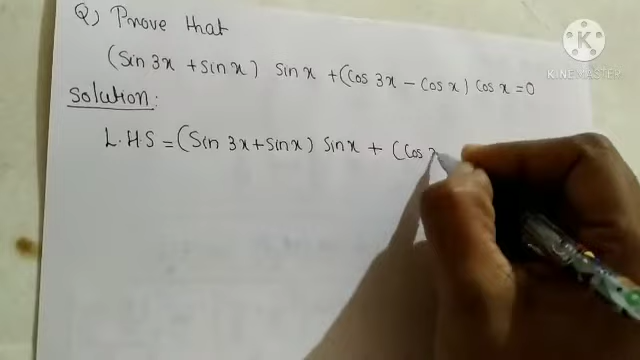 Q) Prove that
(Sin 3x + sin x) sin x + (Cos 3x - Cos x) Cos x = 0
Solution:
L.H.S = (Sin 3x + sin x) sin x + (Cos
KINEMASTER